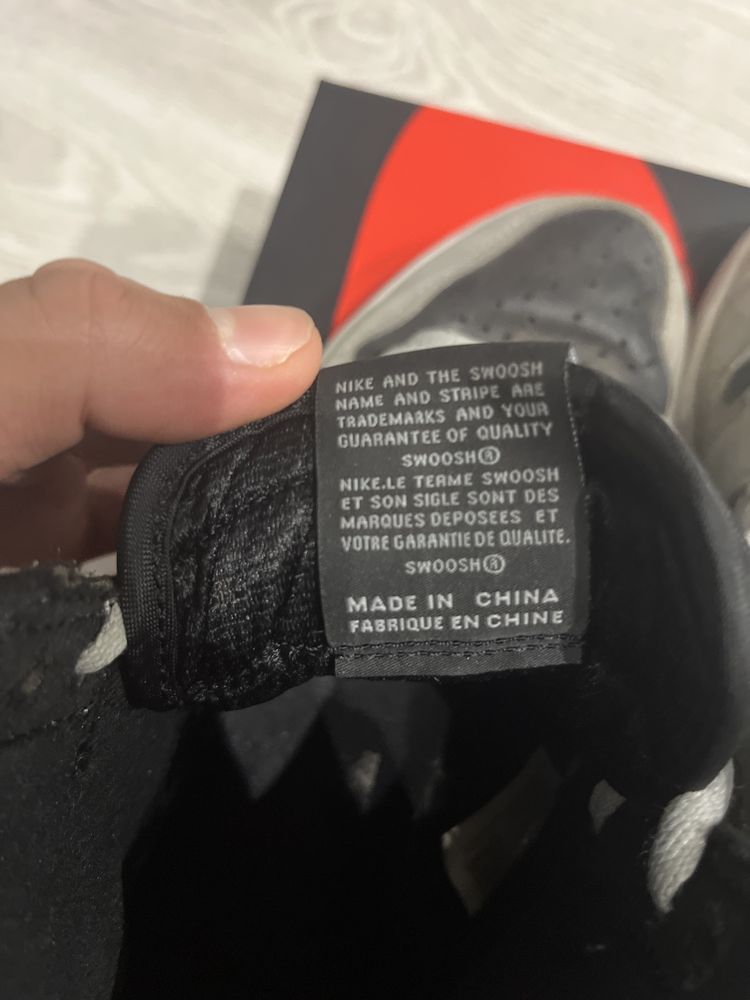 NIKE AND THE SWOOSH
NAME AND STRIPE ARE
TRADEMARKS AND YOUR
GUARANTEE OF QUALITY
SWOOSH®
NIKE.LE TERME SWOOSH
ET SON SIGLE SONT DES
MARQUES DEPOSEES ET
VOTRE GARANTIE DE QUALITE.
SWOOSH®
MADE IN CHINA
FABRIQUE EN CHINE